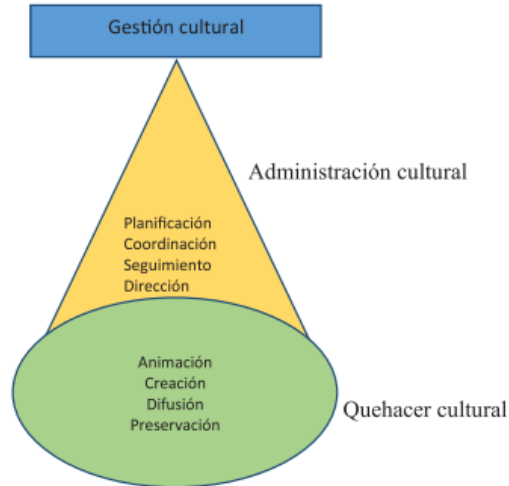 Gestión cultural
Administración cultural
Planificación
Coordinación
Seguimiento
Dirección
Animación
Creación
Difusión
Preservación
Quehacer cultural